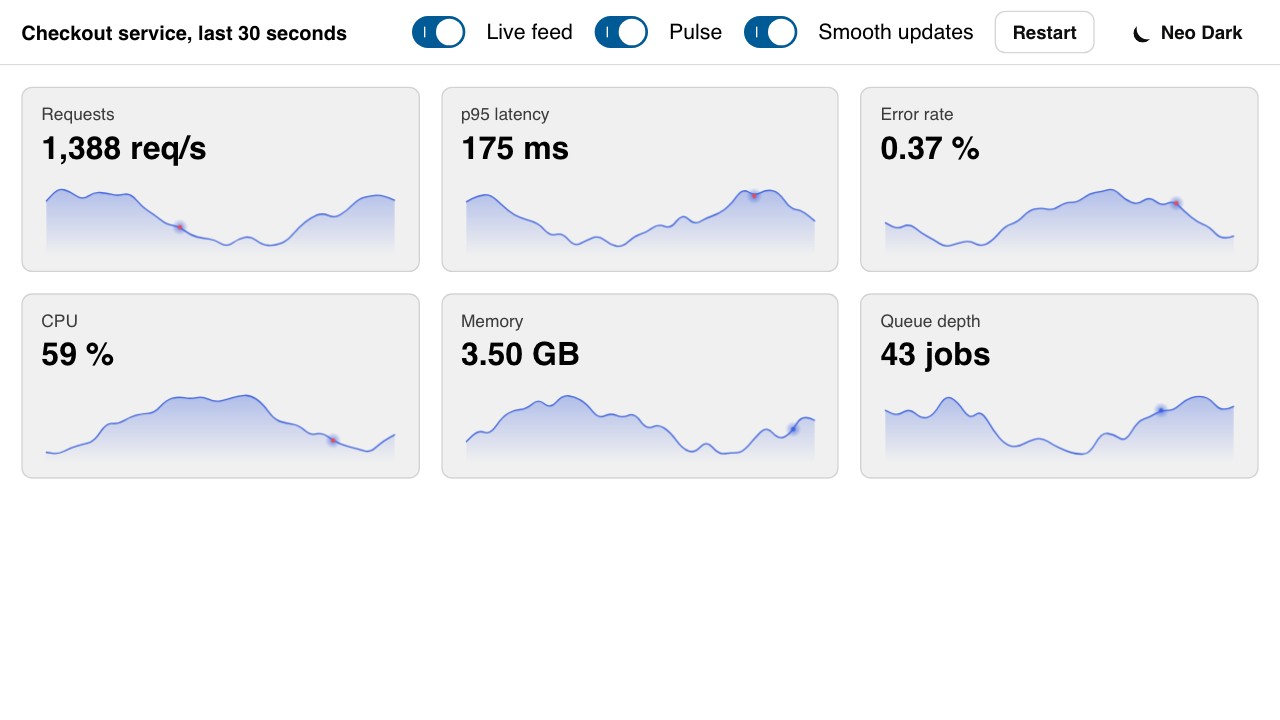 Checkout service, last 30 seconds
Live feed
Pulse
Smooth updates
Restart
Neo Dark
Requests
1,388 req/s
p95 latency
175 ms
Error rate
0.37 %
CPU
59 %
Memory
3.50 GB
Queue depth
43 jobs